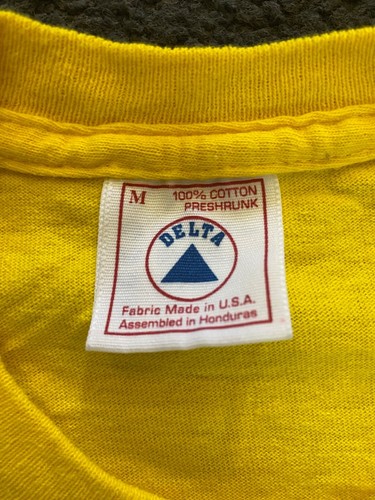 M 100% COTTON
PRESHRUNK
DELTA
Fabric Made in U.S.A.
Assembled in Honduras